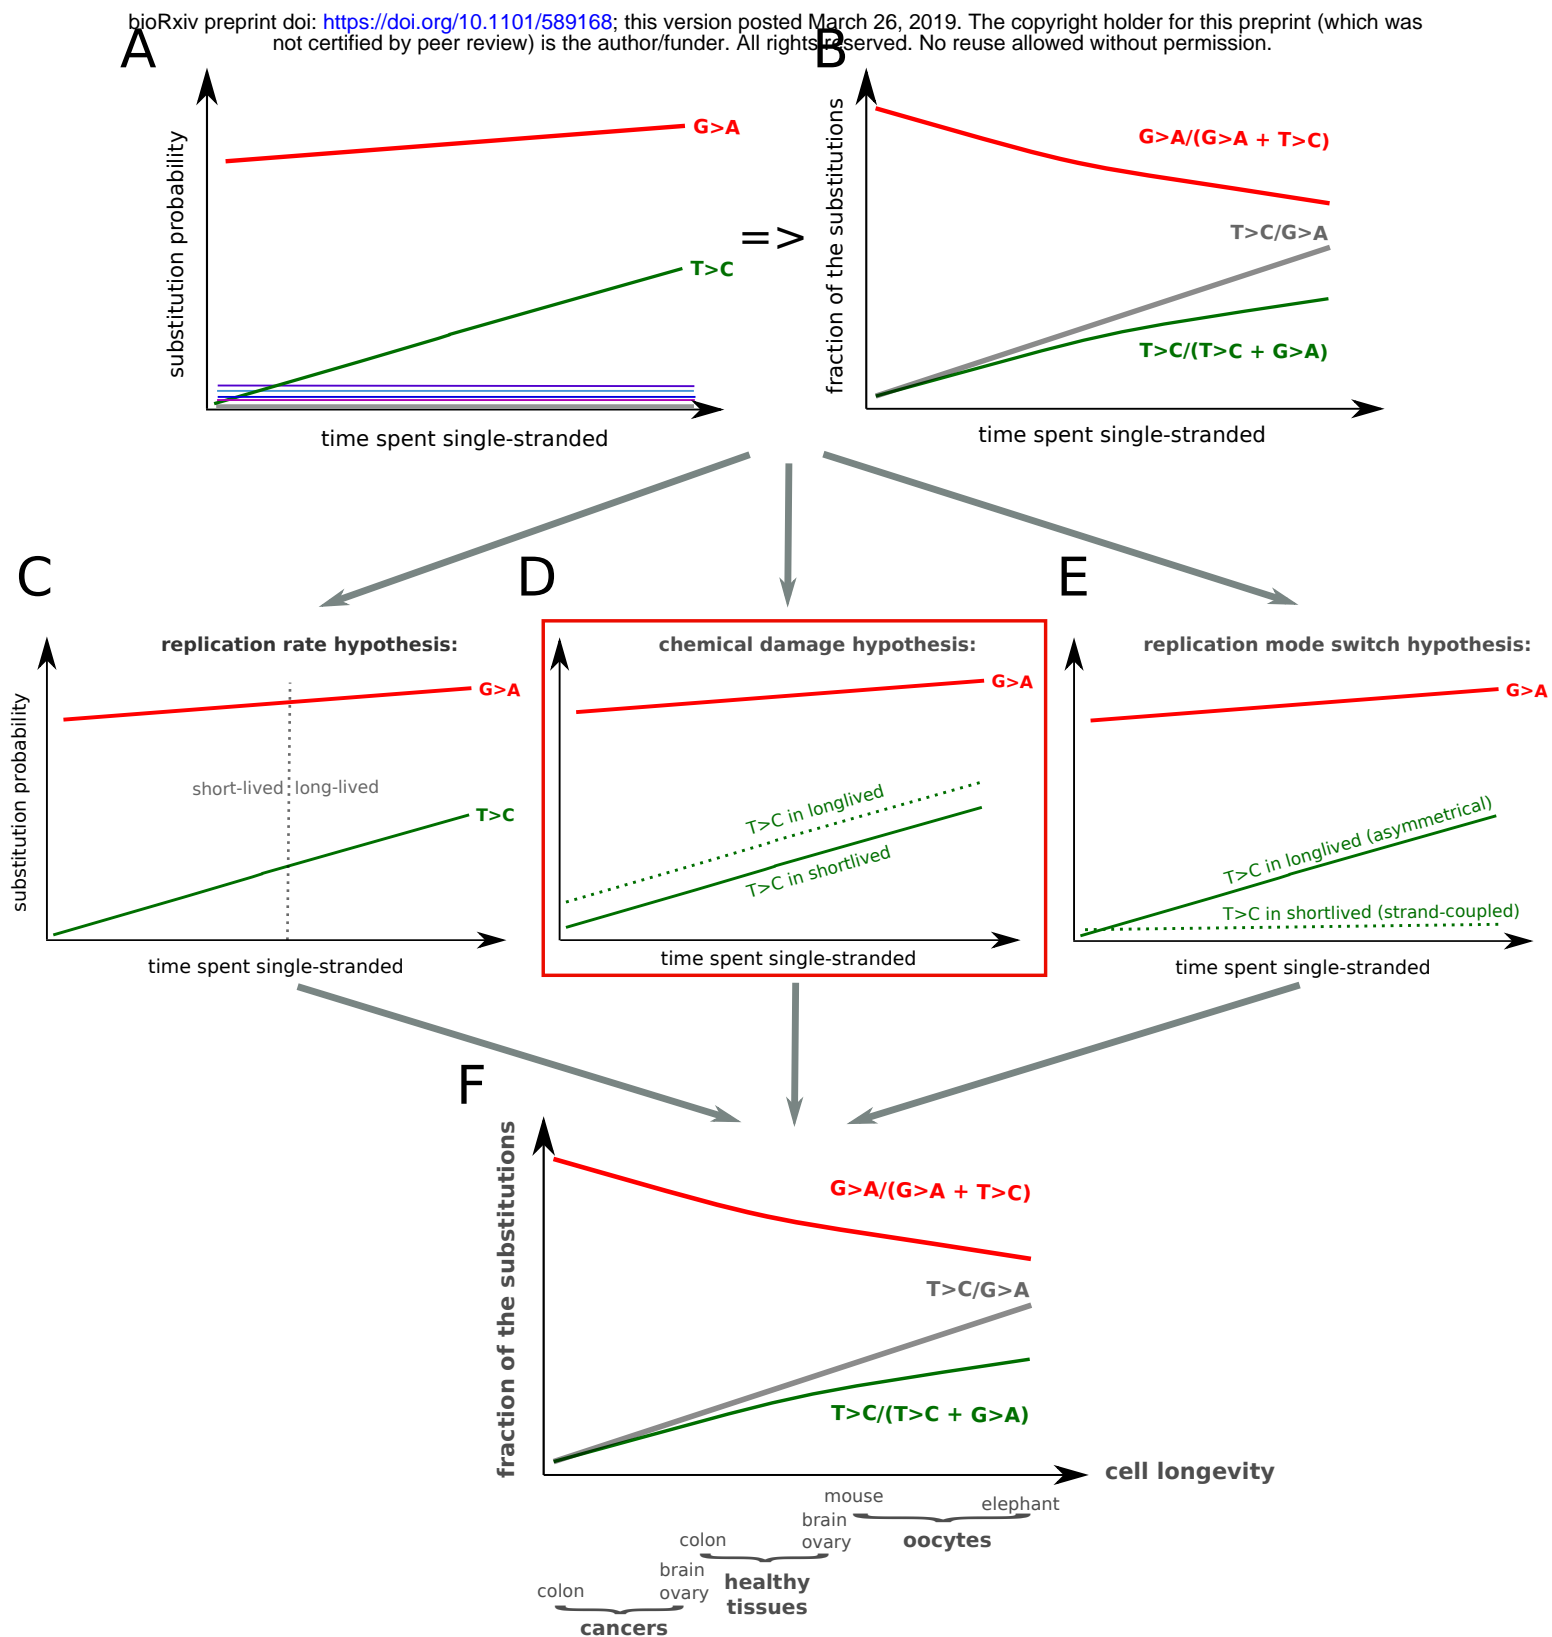 bioRxiv preprint doi: https://doi.org/10.1101/589168; this version posted March 26, 2019. The copyright holder for this preprint (which was
not certified by peer review) is the author/funder. All rights reserved. No reuse allowed without permission.
A
substitution probability
G>A
T>C
time spent single-stranded
=>
B
fraction of the substitutions
G>A/(G>A + T>C)
T>C/G>A
T>C/(T>C + G>A)
time spent single-stranded
C
replication rate hypothesis:
substitution probability
G>A
short-lived
long-lived
T>C
time spent single-stranded
D
chemical damage hypothesis:
G>A
T>C in longlived
T>C in shortlived
time spent single-stranded
E
replication mode switch hypothesis:
G>A
T>C in longlived (asymmetrical)
T>C in shortlived (strand-coupled)
time spent single-stranded
F
fraction of the substitutions
G>A/(G>A + T>C)
T>C/G>A
T>C/(T>C + G>A)
cell longevity
mouse
elephant
oocytes
brain
ovary
colon
healthy
tissues
brain
ovary
colon
cancers